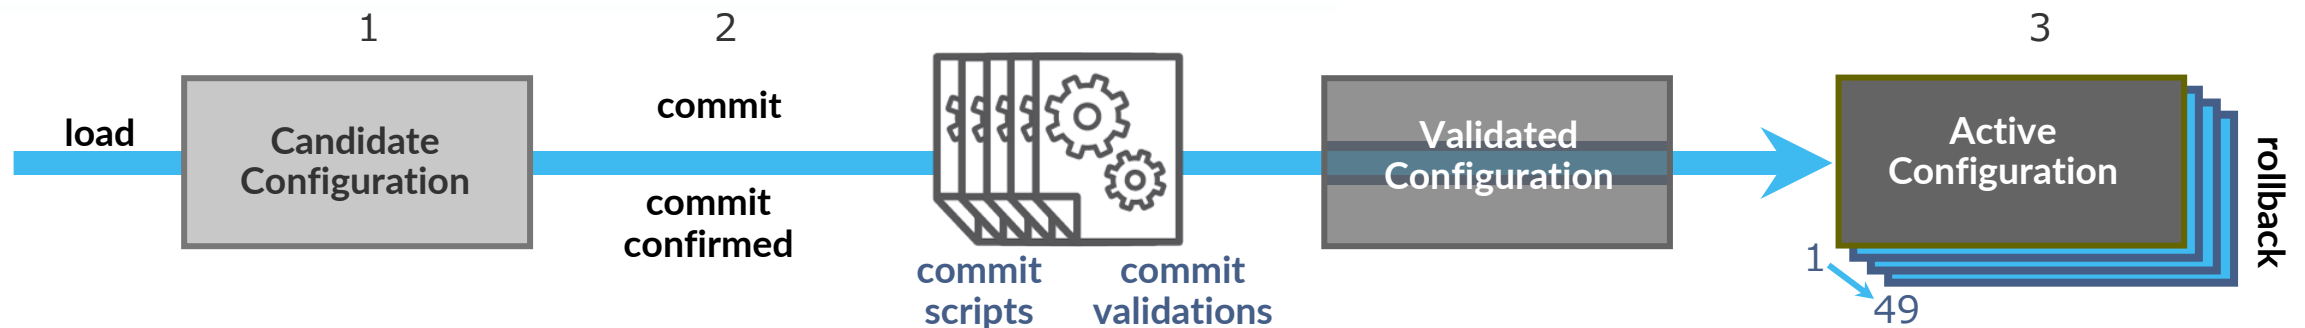 1
2
3
load
Candidate
Configuration
commit
commit
confirmed
commit
scripts
commit
validations
Validated
Configuration
Active
Configuration
rollback
1
49